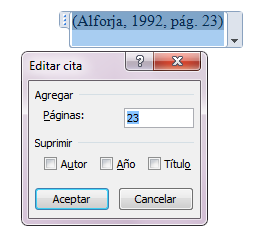 (Alforja, 1992, pág. 23)
Editar cita
?
Agregar
Páginas: 23
Suprimir
Autor Año Título
Aceptar Cancelar